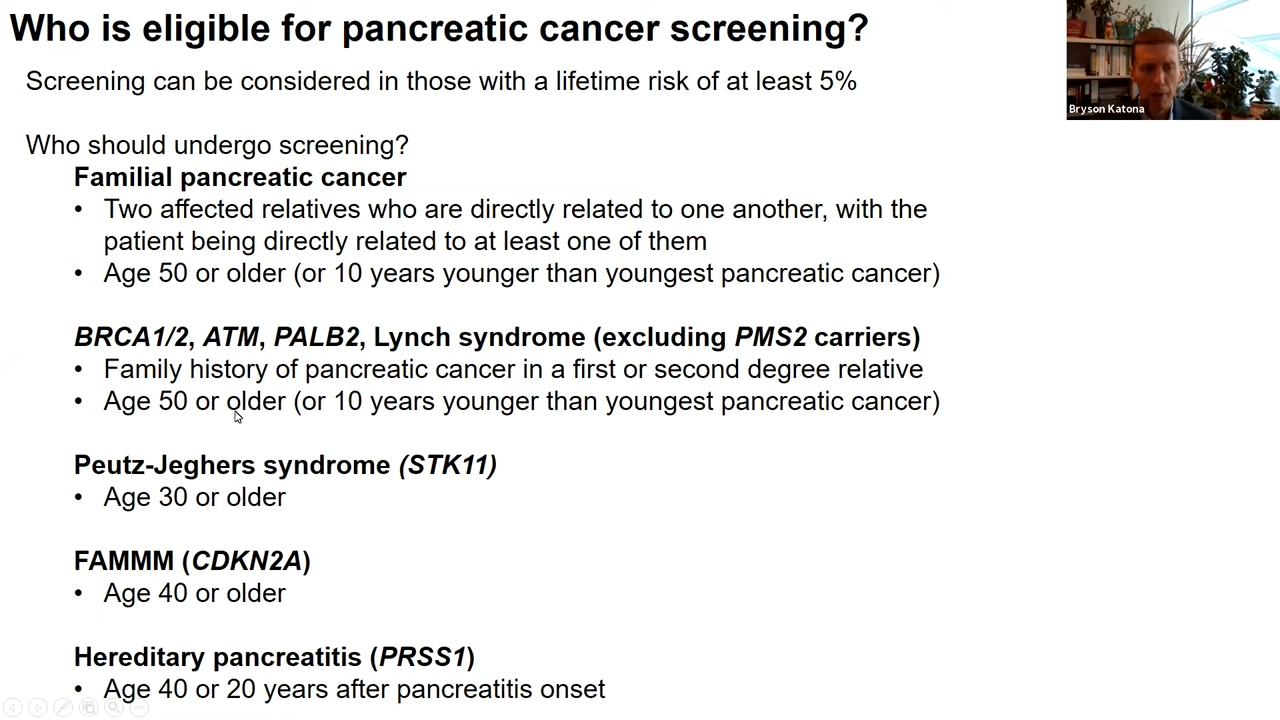 Who is eligible for pancreatic cancer screening?
Screening can be considered in those with a lifetime risk of at least 5%
Bryson Katona
Who should undergo screening?
Familial pancreatic cancer
• Two affected relatives who are directly related to one another, with the
patient being directly related to at least one of them
• Age 50 or older (or 10 years younger than youngest pancreatic cancer)
BRCA1/2, ATM, PALB2, Lynch syndrome (excluding PMS2 carriers)
• Family history of pancreatic cancer in a first or second degree relative
• Age 50 or older (or 10 years younger than youngest pancreatic cancer)
Peutz-Jeghers syndrome (STK11)
• Age 30 or older
FAMMM (CDKN2A)
• Age 40 or older
Hereditary pancreatitis (PRSS1)
• Age 40 or 20 years after pancreatitis onset